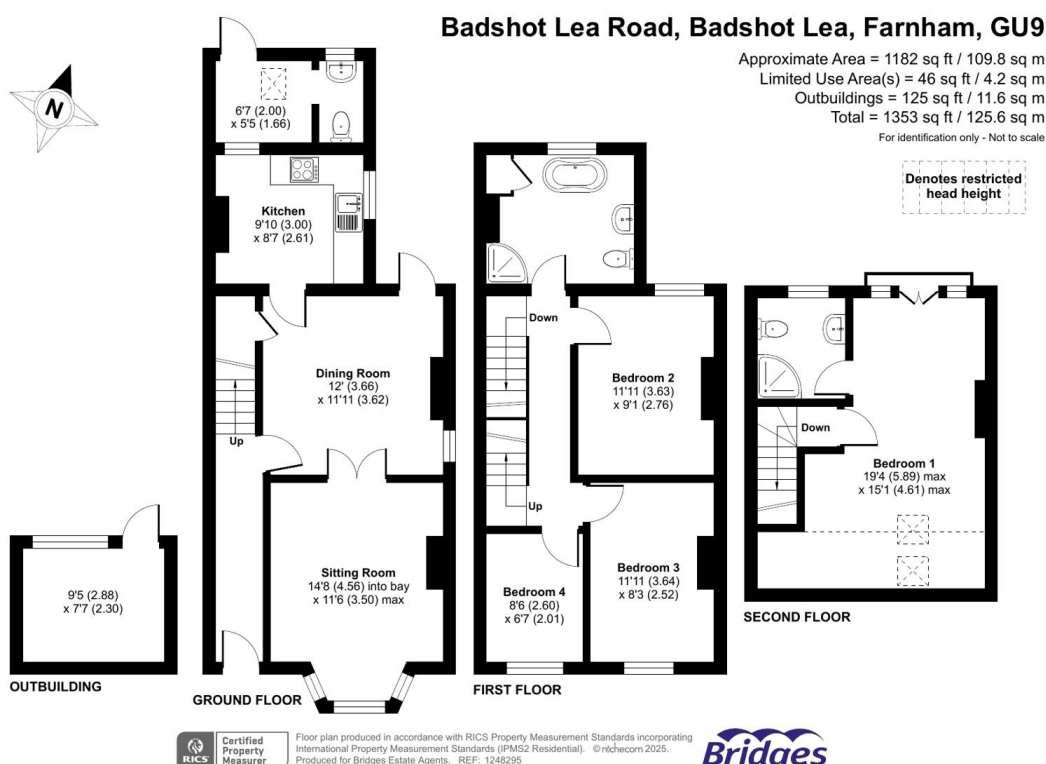 Badshot Lea Road, Badshot Lea, Farnham, GU9
Approximate Area = 1182 sq ft / 109.8 sq m
Limited Use Area(s) = 46 sq ft / 4.2 sq m
Outbuildings = 125 sq ft / 11.6 sq m
Total = 1353 sq ft / 125.6 sq m
For identification only - Not to scale
Denotes restricted
head height
N
6'7 (2.00)
x 5'5 (1.66)
Kitchen
9'10 (3.00)
x 8'7 (2.61)
Dining Room
12' (3.66)
x 11'11 (3.62)
Up
Sitting Room
14'8 (4.56) into bay
x 11'6 (3.50) max
GROUND FLOOR
9'5 (2.88)
x 7'7 (2.30)
OUTBUILDING
Down
Bedroom 2
11'11 (3.63)
x 9'1 (2.76)
Up
Bedroom 3
11'11 (3.64)
x 8'3 (2.52)
Bedroom 4
8'6 (2.60)
x 6'7 (2.01)
FIRST FLOOR
Down
Bedroom 1
19'4 (5.89) max
x 15'1 (4.61) max
SECOND FLOOR
RICS
Certified
Property
Measurer
Floor plan produced in accordance with RICS Property Measurement Standards incorporating
International Property Measurement Standards (IPMS2 Residential). © nichecom 2025.
Produced for Bridges Estate Agents. REF: 1248295
Bridges